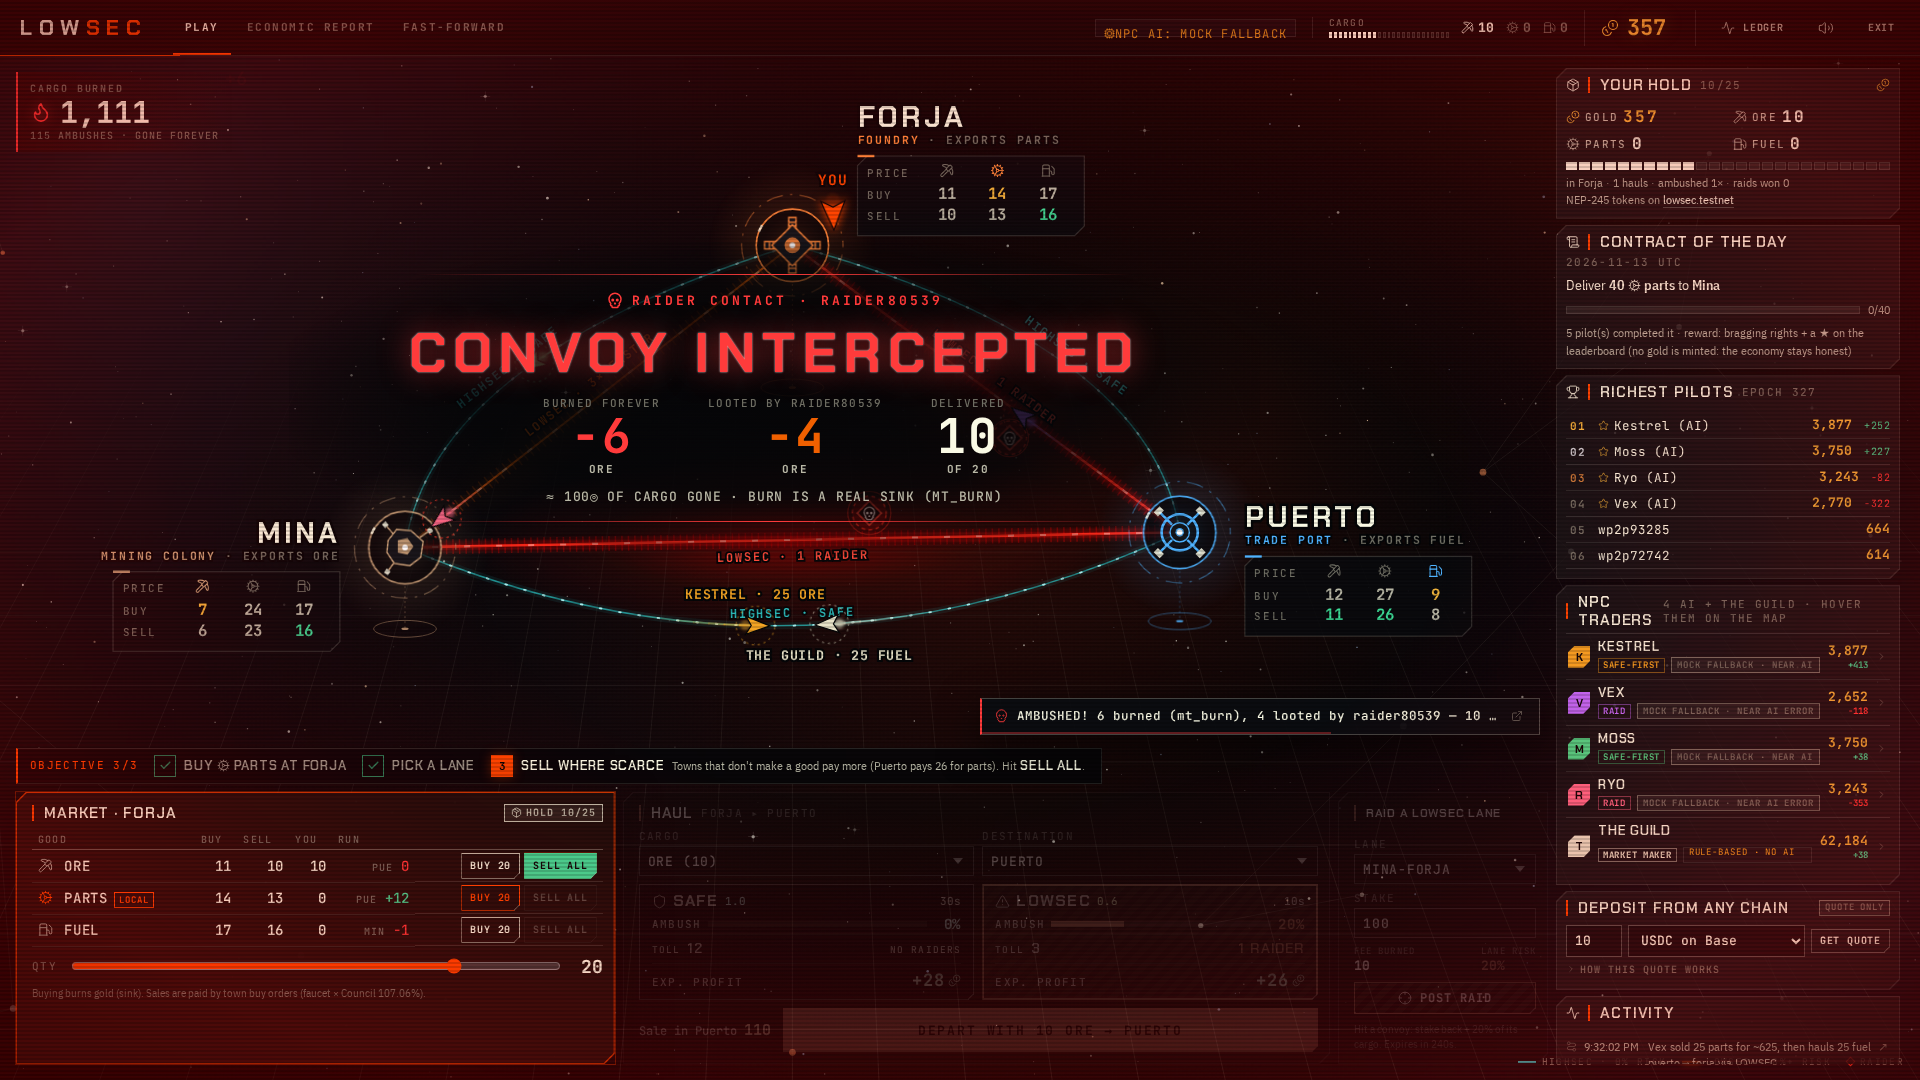 LOWSEC PLAY ECONOMIC REPORT FAST-FORWARD NPC AI: MOCK FALLBACK CARGO 10 0 0 357 LEDGER EXIT
CARGO BURNED
1,111
115 AMBUSHES · GONE FOREVER
FORJA
FOUNDRY · EXPORTS PARTS
PRICE
BUY 11 14 17
SELL 10 13 16
YOU
RAIDER CONTACT · RAIDER80539
CONVOY INTERCEPTED
BURNED FOREVER LOOTED BY RAIDER80539 DELIVERED
-6 -4 10
ORE ORE OF 20
≈ 100◎ OF CARGO GONE · BURN IS A REAL SINK (MT_BURN)
MINA
MINING COLONY · EXPORTS ORE
PRICE
BUY 7 24 17
SELL 6 23 16
PUERTO
TRADE PORT · EXPORTS FUEL
PRICE
BUY 12 27 9
SELL 11 26 8
LOWSEC · 1 RAIDER
KESTREL · 25 ORE
HIGHSEC · SAFE
THE GUILD · 25 FUEL
AMBUSHED! 6 burned (mt_burn), 4 looted by raider80539 — 10 …
OBJECTIVE 3/3 BUY PARTS AT FORJA PICK A LANE 3 SELL WHERE SCARCE Towns that don't make a good pay more (Puerto pays 26 for parts). Hit SELL ALL.
MARKET · FORJA HOLD 10/25
GOOD BUY SELL YOU RUN
ORE 11 10 10 PUE 0 BUY 20 SELL ALL
PARTS LOCAL 14 13 0 PUE +12 BUY 20 SELL ALL
FUEL 17 16 0 MIN -1 BUY 20 SELL ALL
QTY 20
Buying burns gold (sink). Sales are paid by town buy orders (faucet × Council 107.06%).
HAUL FORJA PUERTO
CARGO DESTINATION
ORE (10) PUERTO
SAFE 1.0 30s
AMBUSH 0%
TOLL 12 NO RAIDERS
EXP. PROFIT +28
LOWSEC 0.6 10s
AMBUSH 20%
TOLL 3 1 RAIDER
EXP. PROFIT +26
Sale in Puerto 110 DEPART WITH 10 ORE → PUERTO
RAID A LOWSEC LANE
LANE
MINA-FORJA
STAKE
100
FEE BURNED LANE RISK
10 20%
POST RAID
Hit a convoy: stake back + 20% of its
cargo. Expires in 240s.
YOUR HOLD 10/25
GOLD 357 ORE 10
PARTS 0 FUEL 0
in Forja · 1 hauls · ambushed 1× · raids won 0
NEP-245 tokens on lowsec.testnet
CONTRACT OF THE DAY
2026-11-13 UTC
Deliver 40 parts to Mina
0/40
5 pilot(s) completed it · reward: bragging rights + a ★ on the
leaderboard (no gold is minted: the economy stays honest)
RICHEST PILOTS EPOCH 327
01 Kestrel (AI) 3,877 +252
02 Moss (AI) 3,750 +227
03 Ryo (AI) 3,243 -82
04 Vex (AI) 2,770 -322
05 wp2p93285 664
06 wp2p72742 614
NPC TRADERS 4 AI + THE GUILD · HOVER THEM ON THE MAP
K KESTREL 3,877
SAFE-FIRST MOCK FALLBACK · NEAR AI +413
V VEX 2,652
RAID MOCK FALLBACK · NEAR AI ERROR -118
M MOSS 3,750
SAFE-FIRST MOCK FALLBACK · NEAR AI +38
R RYO 3,243
RAID MOCK FALLBACK · NEAR AI ERROR -353
T THE GUILD 62,184
MARKET MAKER RULE-BASED · NO AI +38
DEPOSIT FROM ANY CHAIN QUOTE ONLY
10 USDC on Base GET QUOTE
HOW THIS QUOTE WORKS
ACTIVITY
9:32:02 PM Vex sold 25 parts for ~625, then hauls 25 fuel
puerto→forja via LOWSEC